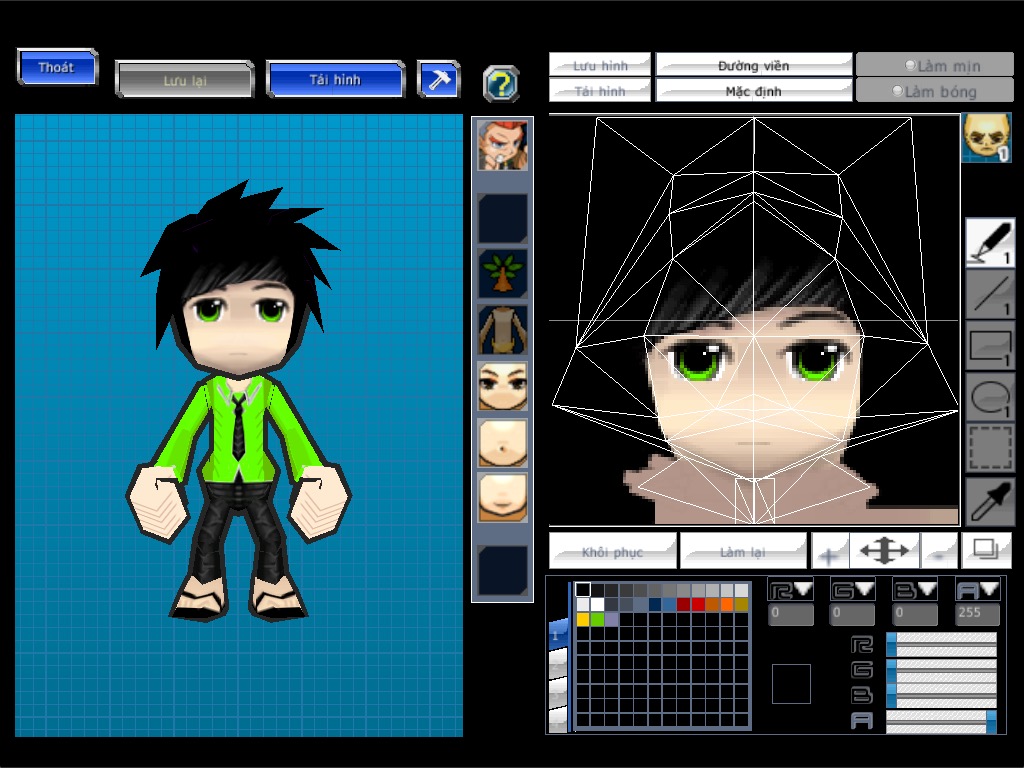 Thoát
Lưu lại
Tải hình
?
Lưu hình
Đường viền
Làm mịn
Tải hình
Mặc định
Làm bóng
1
1
1
1
1
Khôi phục
Làm lại
+
-
R
G
B
A
0
0
0
255
1
R
G
B
A